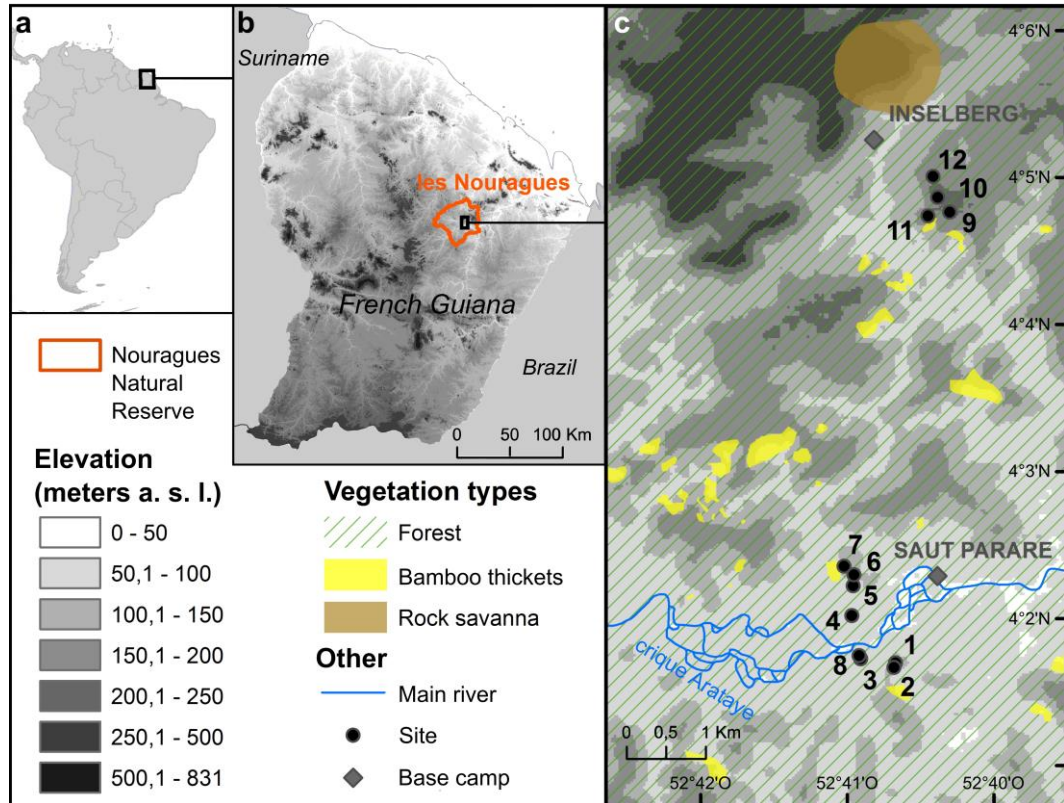 a
Nouragues
Natural
Reserve
Elevation
(meters a. s. l.)
0 - 50
50,1 - 100
100,1 - 150
150,1 - 200
200,1 - 250
250,1 - 500
500,1 - 831
b
Suriname
les Nouragues
French Guiana
Brazil
0 50 100 Km
Vegetation types
Forest
Bamboo thickets
Rock savanna
Other
Main river
Site
Base camp
c
INSELBERG
12
10
11
9
SAUT PARARE
7
6
5
4
8
3
1
2
crique Arataye
0 0,5 1 Km
4°6'N
4°5'N
4°4'N
4°3'N
4°2'N
52°42'O 52°41'O 52°40'O